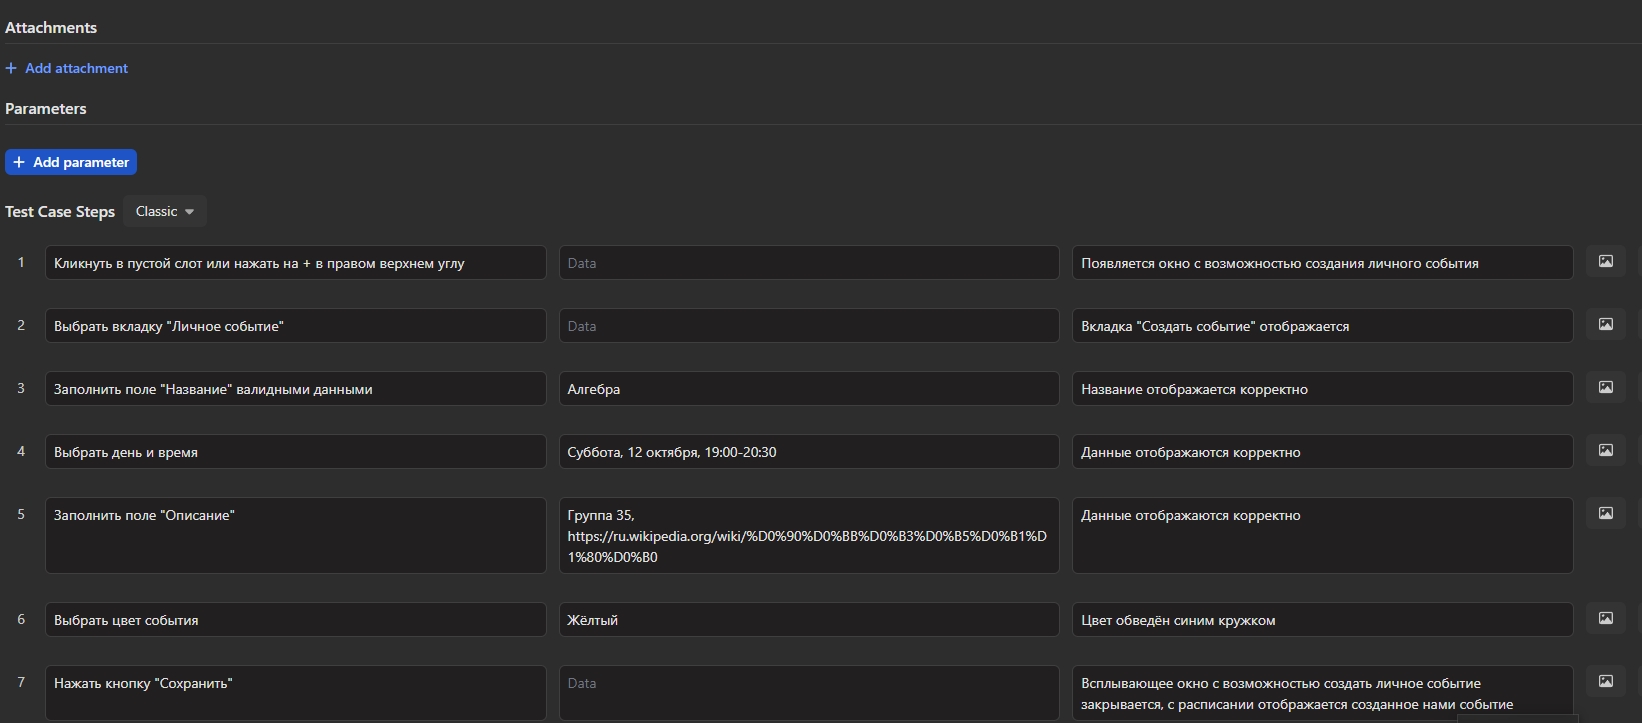 Attachments
+ Add attachment
Parameters
+ Add parameter
Test Case Steps Classic
1 Кликнуть в пустой слот или нажать на + в правом верхнем углу Data Появляется окно с возможностью создания личного события
2 Выбрать вкладку "Личное событие" Data Вкладка "Создать событие" отображается
3 Заполнить поле "Название" валидными данными Алгебра Название отображается корректно
4 Выбрать день и время Суббота, 12 октября, 19:00-20:30 Данные отображаются корректно
5 Заполнить поле "Описание" Группа 35, Данные отображаются корректно
https://ru.wikipedia.org/wiki/%D0%90%D0%BB%D0%B3%D0%B5%D0%B1%D
1%80%D0%B0
6 Выбрать цвет события Жёлтый Цвет обведён синим кружком
7 Нажать кнопку "Сохранить" Data Всплывающее окно с возможностью создать личное событие
закрывается, с расписании отображается созданное нами событие